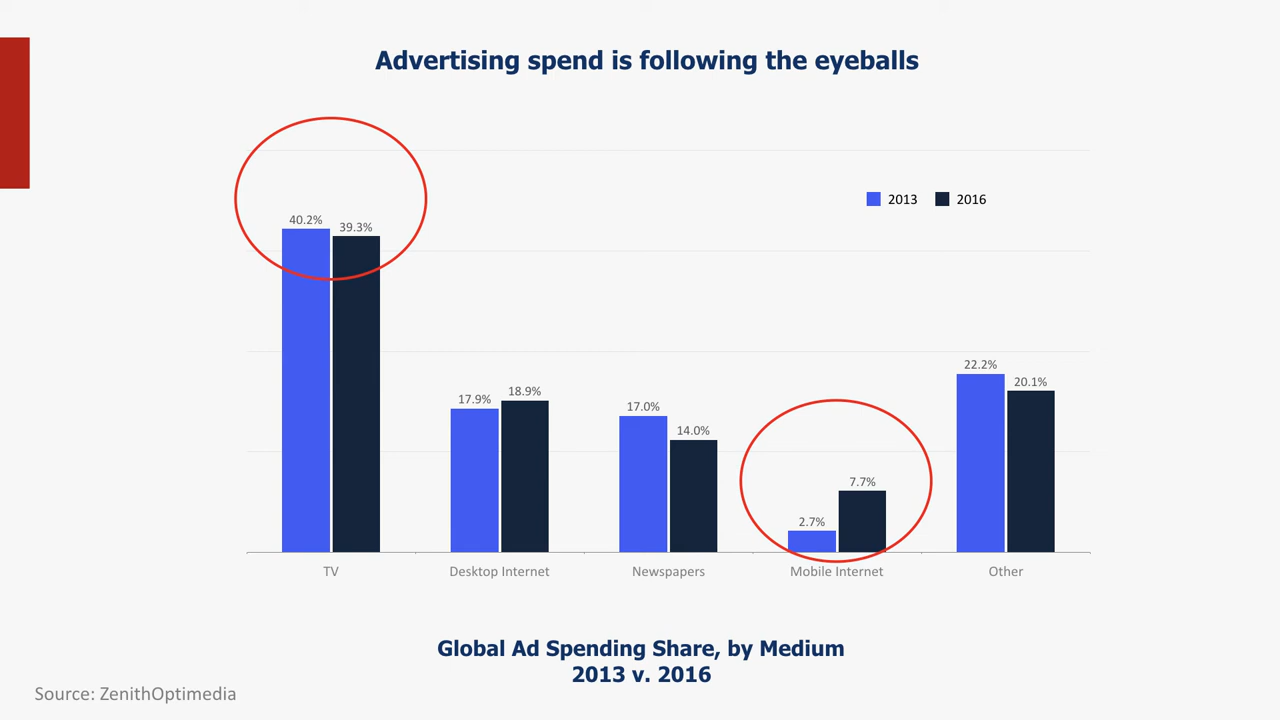 Advertising spend is following the eyeballs
2013 2016
40.2% 39.3%
17.9% 18.9%
17.0% 14.0%
2.7% 7.7%
22.2% 20.1%
TV Desktop Internet Newspapers Mobile Internet Other
Global Ad Spending Share, by Medium
2013 v. 2016
Source: ZenithOptimedia